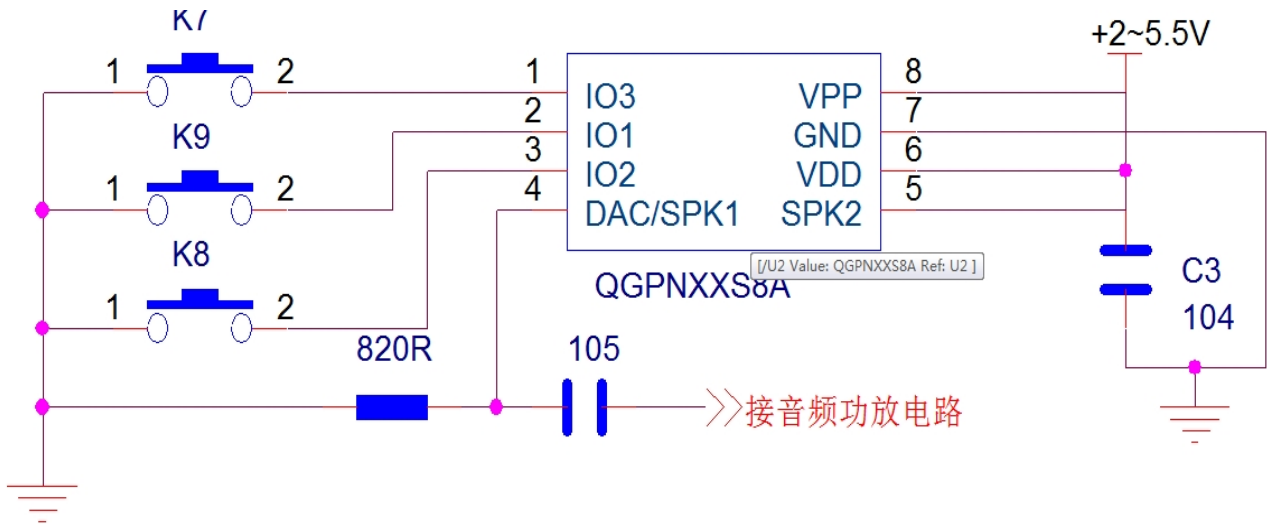 K7
+2~5.5V
1 2 1 IO3 VPP 8
K9
2 IO1 GND 7
3 IO2 VDD 6
1 2 4 DAC/SPK1 SPK2 5
K8
[/U2 Value: QGPNXXS8A Ref: U2 ]
QGPNXXS8A
C3
104
1 2
820R
105
接音频功放电路